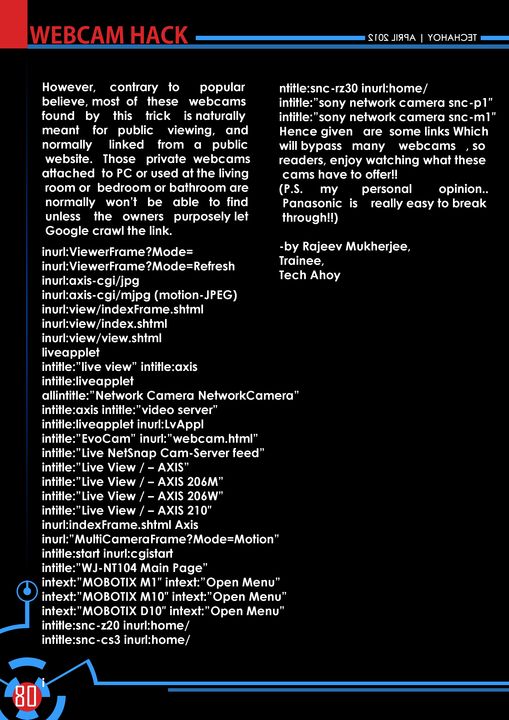 WEBCAM HACK
TECHAHOY | APRIL 2012
However, contrary to popular
believe, most of these webcams
found by this trick is naturally
meant for public viewing, and
normally linked from a public
website. Those private webcams
attached to PC or used at the living
room or bedroom or bathroom are
normally won't be able to find
unless the owners purposely let
Google crawl the link.
inurl:ViewerFrame?Mode=
inurl:ViewerFrame?Mode=Refresh
inurl:axis-cgi/jpg
inurl:axis-cgi/mjpg (motion-JPEG)
inurl:view/indexFrame.shtml
inurl:view/index.shtml
inurl:view/view.shtml
liveapplet
intitle:"live view" intitle:axis
intitle:liveapplet
allintitle:"Network Camera NetworkCamera"
intitle:axis intitle:"video server"
intitle:liveapplet inurl:LvAppl
intitle:"EvoCam" inurl:"webcam.html"
intitle:"Live NetSnap Cam-Server feed"
intitle:"Live View / – AXIS"
intitle:"Live View / – AXIS 206M"
intitle:"Live View / – AXIS 206W"
intitle:"Live View / – AXIS 210"
inurl:indexFrame.shtml Axis
inurl:"MultiCameraFrame?Mode=Motion"
intitle:start inurl:cgistart
intitle:"WJ-NT104 Main Page"
intext:"MOBOTIX M1" intext:"Open Menu"
intext:"MOBOTIX M10" intext:"Open Menu"
intext:"MOBOTIX D10" intext:"Open Menu"
intitle:snc-z20 inurl:home/
intitle:snc-cs3 inurl:home/
ntitle:snc-rz30 inurl:home/
intitle:"sony network camera snc-p1"
intitle:"sony network camera snc-m1"
Hence given are some links Which
will bypass many webcams , so
readers, enjoy watching what these
cams have to offer!!
(P.S. my personal opinion..
Panasonic is really easy to break
through!!)
-by Rajeev Mukherjee,
Trainee,
Tech Ahoy
80
i